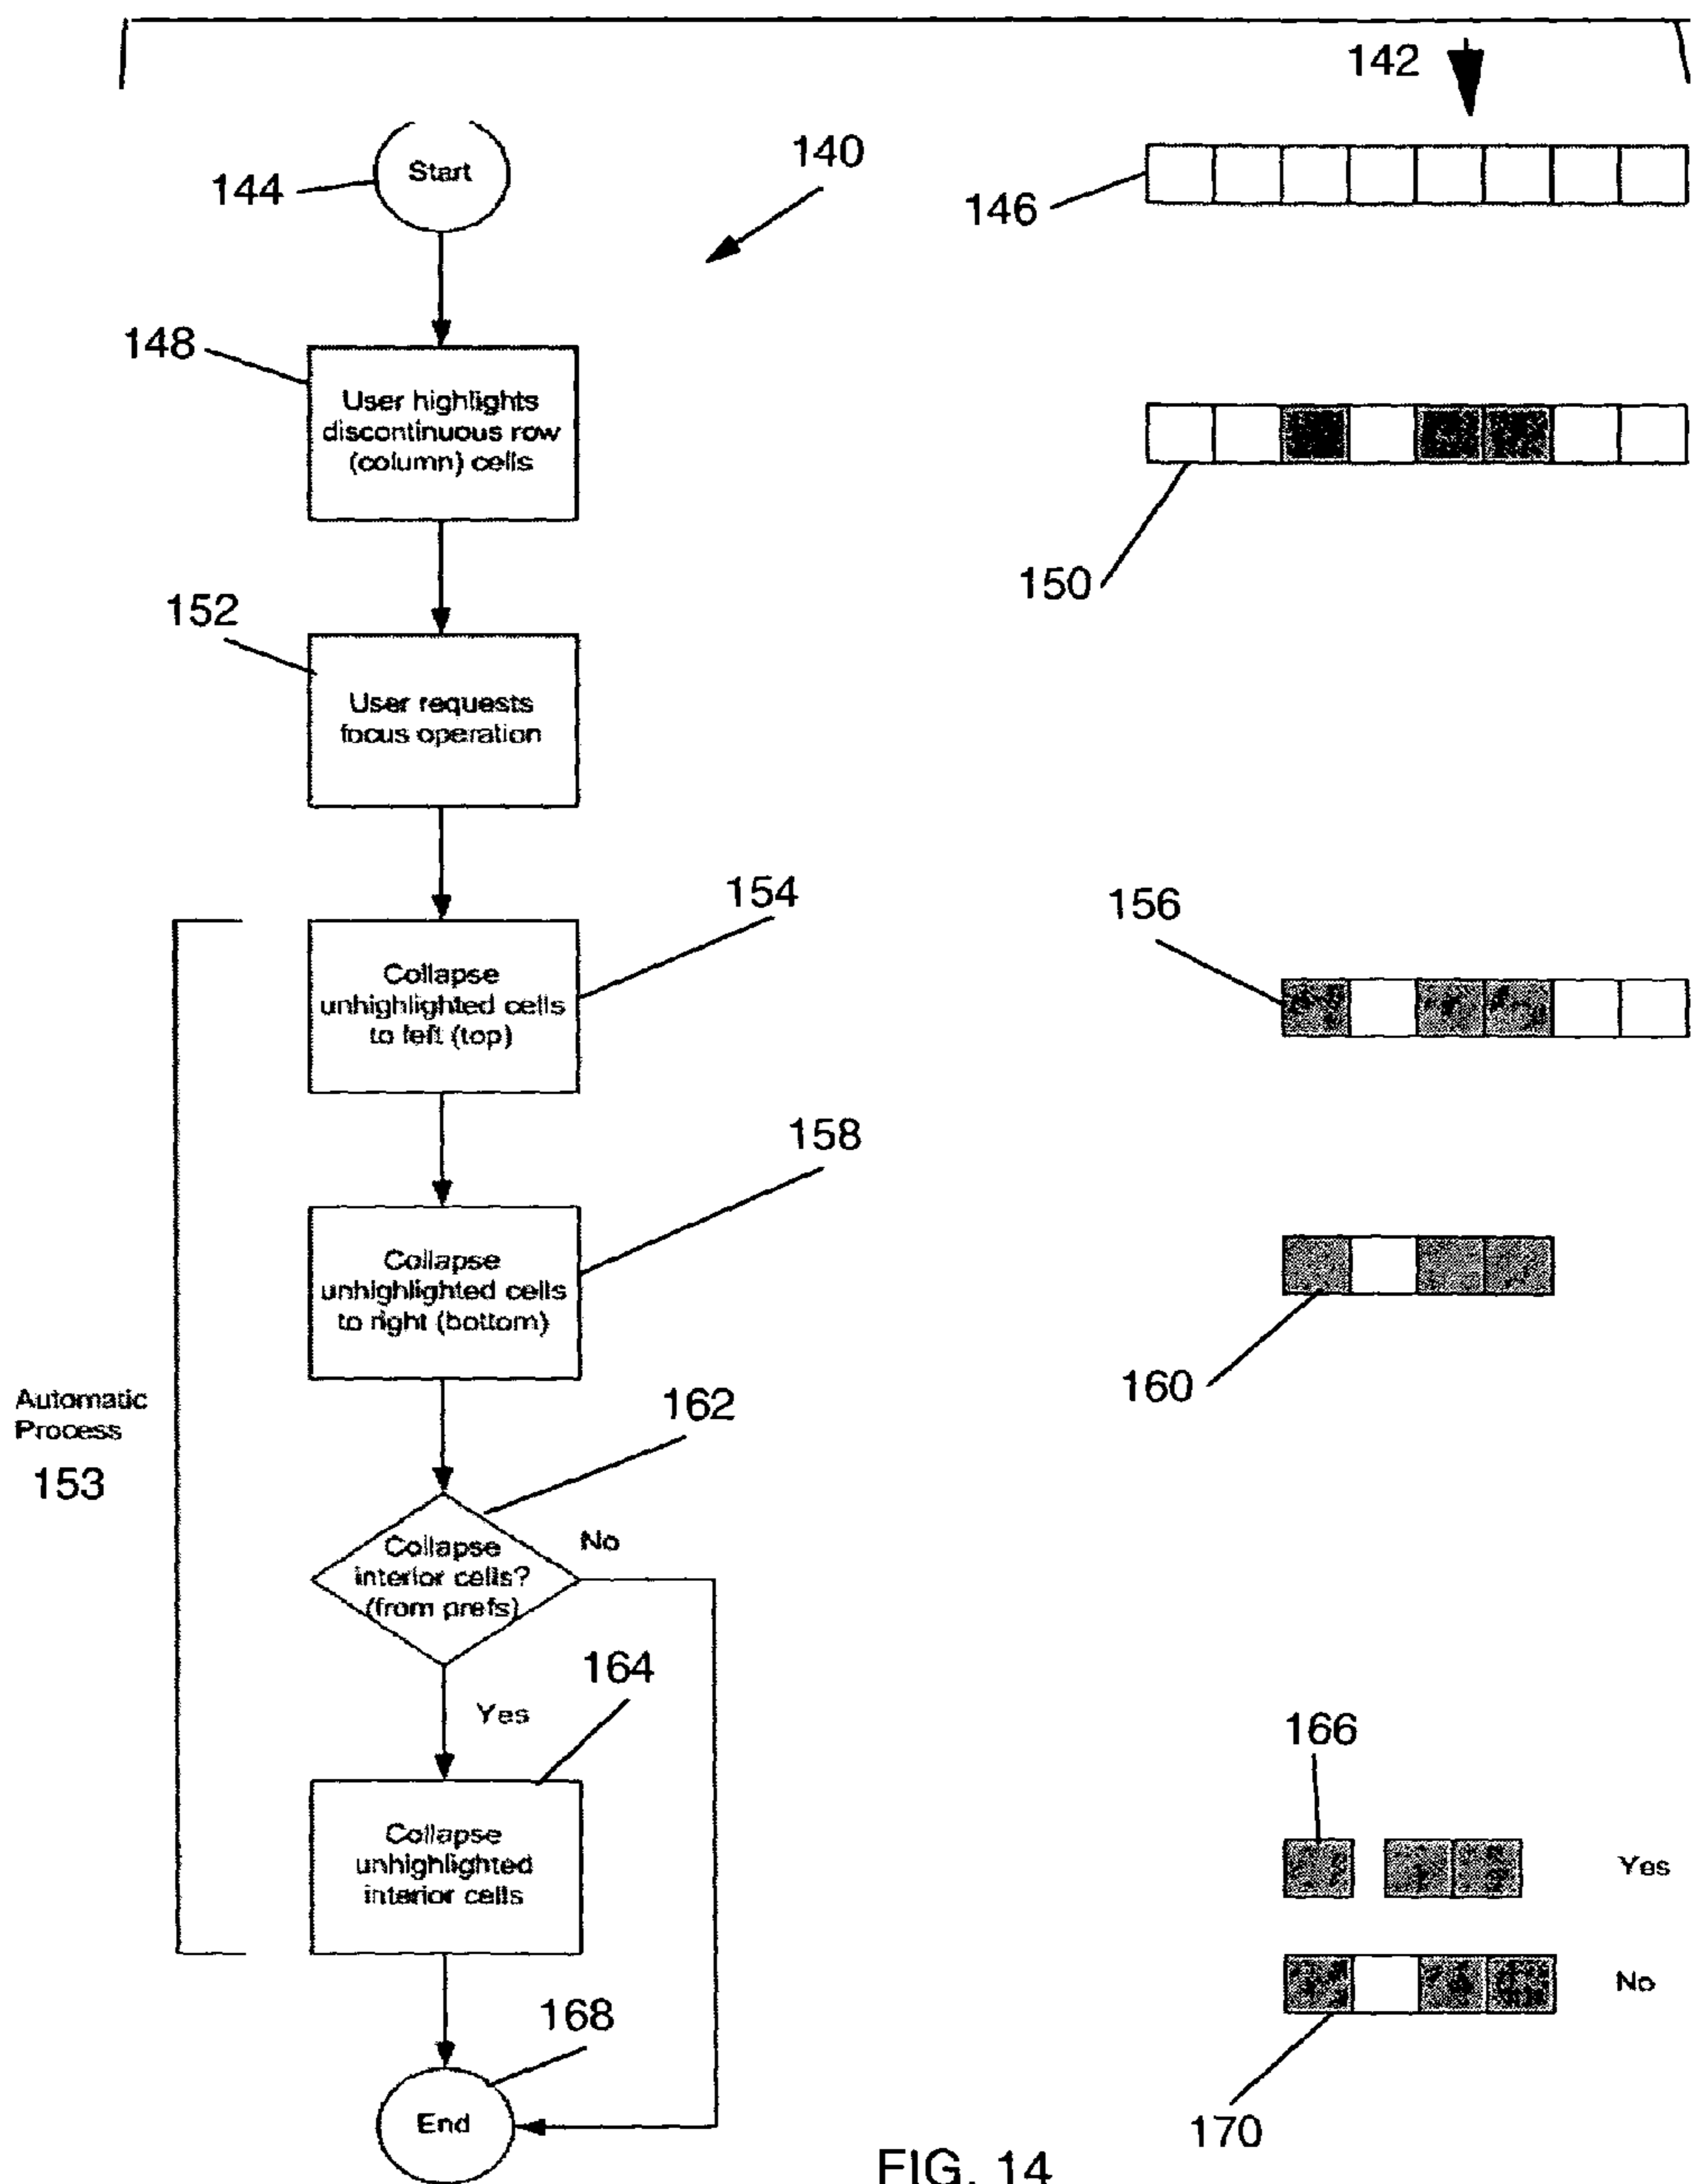 142
140
144
Start
146
148
User highlights
discontinuous row
(column) cells
150
152
User requests
focus operation
154
156
Collapse
unhighlighted cells
to left (top)
158
Collapse
unhighlighted cells
to right (bottom)
160
Automatic
Process
153
162
Collapse
interior cells?
(from prefs)
No
Yes
164
166
Collapse
unhighlighted
interior cells
Yes
No
168
End
170
FIG. 14